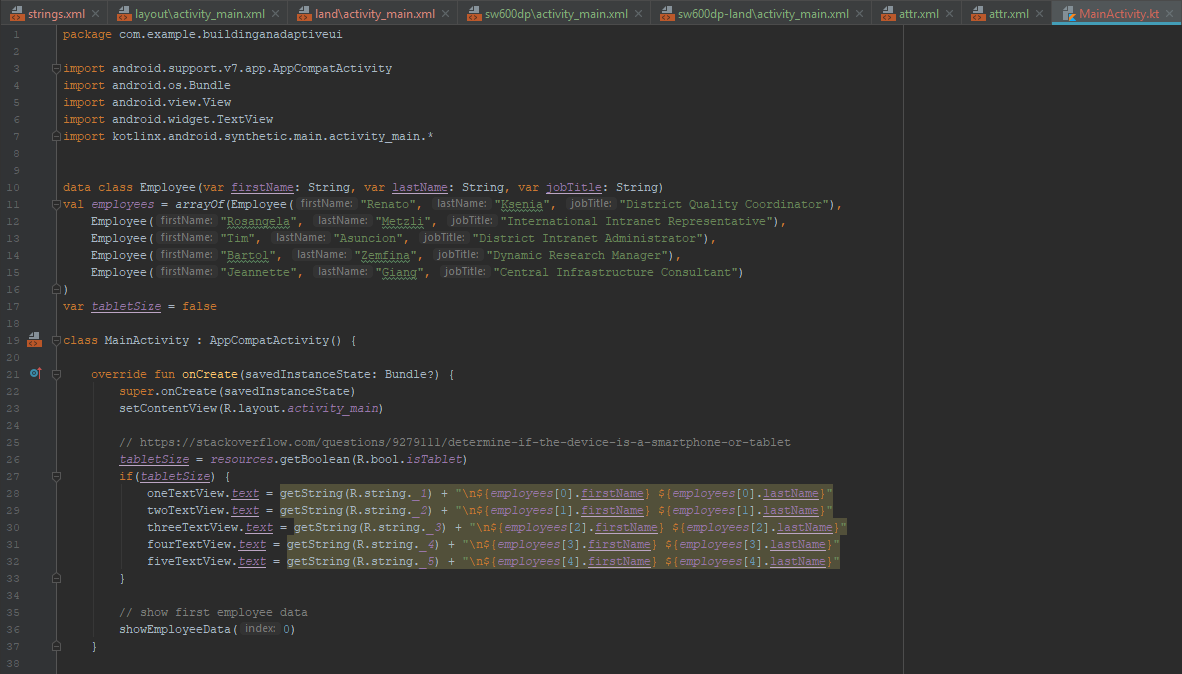 strings.xml layout\activity_main.xml land\activity_main.xml sw600dp\activity_main.xml sw600dp-land\activity_main.xml attr.xml attr.xml MainActivity.kt
1 package com.example.buildinganadaptiveui
2
3 import android.support.v7.app.AppCompatActivity
4 import android.os.Bundle
5 import android.view.View
6 import android.widget.TextView
7 import kotlinx.android.synthetic.main.activity_main.*
8
9
10 data class Employee(var firstName: String, var lastName: String, var jobTitle: String)
11 val employees = arrayOf(Employee( firstName: "Renato", lastName: "Ksenia", jobTitle: "District Quality Coordinator"),
12 Employee( firstName: "Rosangela", lastName: "Metzli", jobTitle: "International Intranet Representative"),
13 Employee( firstName: "Tim", lastName: "Asuncion", jobTitle: "District Intranet Administrator"),
14 Employee( firstName: "Bartol", lastName: "Zemfina", jobTitle: "Dynamic Research Manager"),
15 Employee( firstName: "Jeannette", lastName: "Giang", jobTitle: "Central Infrastructure Consultant")
16 )
17 var tabletSize = false
18
19 class MainActivity : AppCompatActivity() {
20
21 override fun onCreate(savedInstanceState: Bundle?) {
22 super.onCreate(savedInstanceState)
23 setContentView(R.layout.activity_main)
24
25 // https://stackoverflow.com/questions/9279111/determine-if-the-device-is-a-smartphone-or-tablet
26 tabletSize = resources.getBoolean(R.bool.isTablet)
27 if(tabletSize) {
28 oneTextView.text = getString(R.string._1) + "\n${employees[0].firstName} ${employees[0].lastName}"
29 twoTextView.text = getString(R.string._2) + "\n${employees[1].firstName} ${employees[1].lastName}"
30 threeTextView.text = getString(R.string._3) + "\n${employees[2].firstName} ${employees[2].lastName}"
31 fourTextView.text = getString(R.string._4) + "\n${employees[3].firstName} ${employees[3].lastName}"
32 fiveTextView.text = getString(R.string._5) + "\n${employees[4].firstName} ${employees[4].lastName}"
33 }
34
35 // show first employee data
36 showEmployeeData( index: 0)
37 }
38